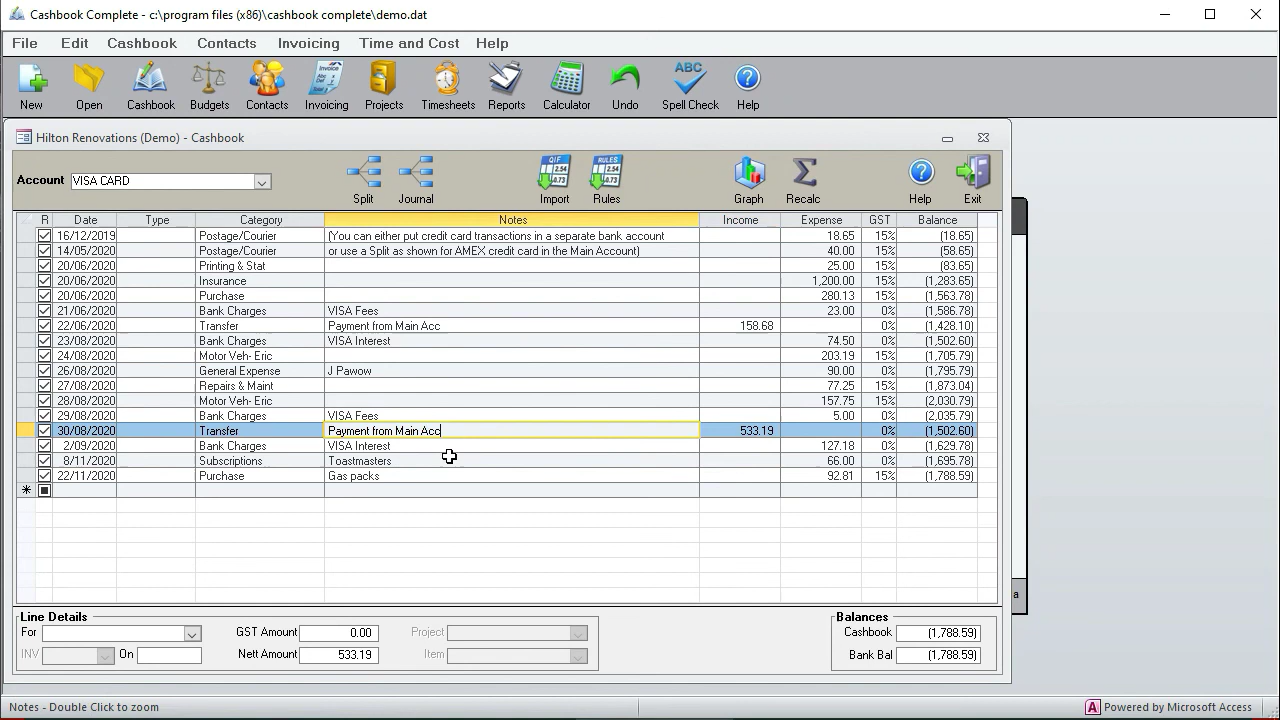 Cashbook Complete - c:\program files (x86)\cashbook complete\demo.dat
File Edit Cashbook Contacts Invoicing Time and Cost Help
New Open Cashbook Budgets Contacts Invoicing Projects Timesheets Reports Calculator Undo Spell Check Help
Hilton Renovations (Demo) - Cashbook
Account VISA CARD Split Journal Import Rules Graph Recalc Help Exit
R Date Type Category Notes Income Expense GST Balance
16/12/2019 Postage/Courier (You can either put credit card transactions in a separate bank account 18.65 15% (18.65)
14/05/2020 Postage/Courier or use a Split as shown for AMEX credit card in the Main Account) 40.00 15% (58.65)
20/06/2020 Printing & Stat 25.00 15% (83.65)
20/06/2020 Insurance 1,200.00 15% (1,283.65)
20/06/2020 Purchase 280.13 15% (1,563.78)
21/06/2020 Bank Charges VISA Fees 23.00 0% (1,586.78)
22/06/2020 Transfer Payment from Main Acc 158.68 0% (1,428.10)
23/08/2020 Bank Charges VISA Interest 74.50 0% (1,502.60)
24/08/2020 Motor Veh- Eric 203.19 15% (1,705.79)
26/08/2020 General Expense J Pawow 90.00 0% (1,795.79)
27/08/2020 Repairs & Maint 77.25 15% (1,873.04)
28/08/2020 Motor Veh- Eric 157.75 15% (2,030.79)
29/08/2020 Bank Charges VISA Fees 5.00 0% (2,035.79)
30/08/2020 Transfer Payment from Main Acc 533.19 0% (1,502.60)
2/09/2020 Bank Charges VISA Interest 127.18 0% (1,629.78)
8/11/2020 Subscriptions Toastmasters 66.00 0% (1,695.78)
22/11/2020 Purchase Gas packs 92.81 15% (1,788.59)
a
Line Details Balances
For GST Amount 0.00 Project Cashbook (1,788.59)
INV On Nett Amount 533.19 Item Bank Bal (1,788.59)
Notes - Double Click to zoom A Powered by Microsoft Access